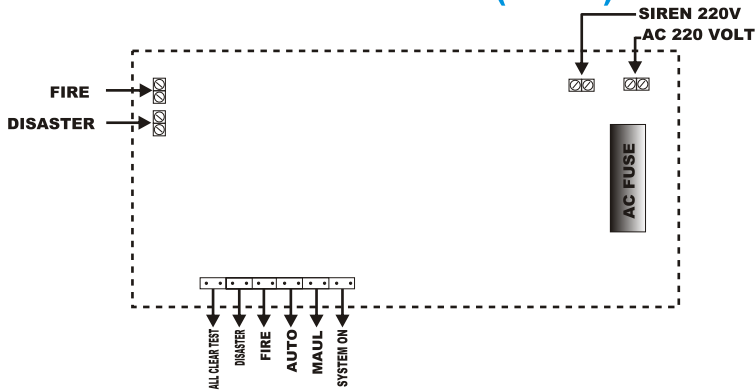 SIREN 220V
AC 220 VOLT
FIRE
DISASTER
AC FUSE
ALL CLEAR TEST
DISASTER
FIRE
AUTO
MAUL
SYSTEM ON